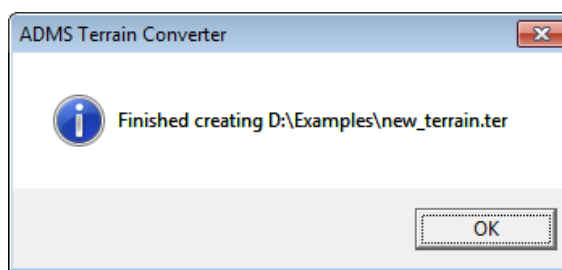 ADMS Terrain Converter
Finished creating D:\Examples\new_terrain.ter
OK